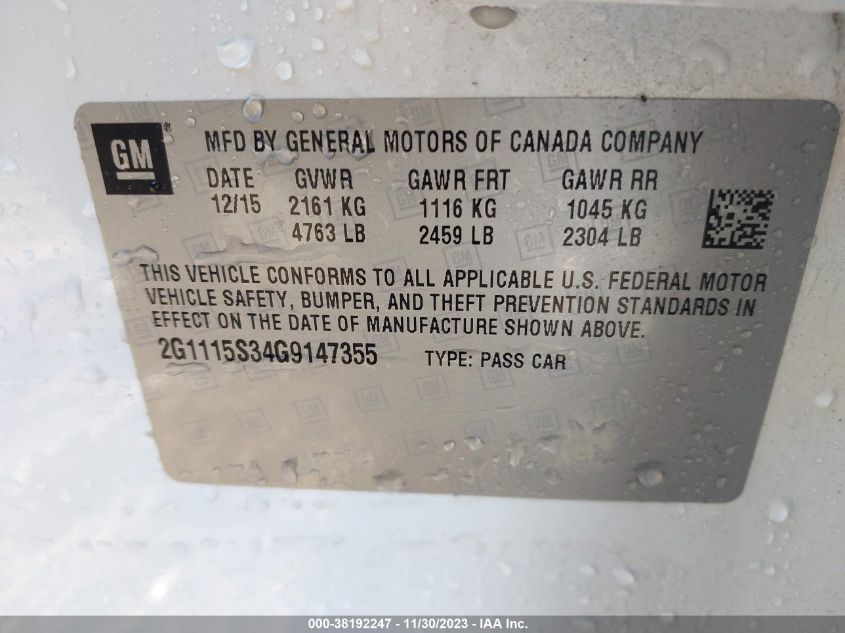 GM ® MFD BY GENERAL MOTORS OF CANADA COMPANY
DATE GVWR GAWR FRT GAWR RR
12/15 2161 KG 1116 KG 1045 KG
4763 LB 2459 LB 2304 LB
THIS VEHICLE CONFORMS TO ALL APPLICABLE U.S. FEDERAL MOTOR
VEHICLE SAFETY, BUMPER, AND THEFT PREVENTION STANDARDS IN
EFFECT ON THE DATE OF MANUFACTURE SHOWN ABOVE.
2G1115S34G9147355 TYPE: PASS CAR
000-38192247 - 11/30/2023 - IAA Inc.